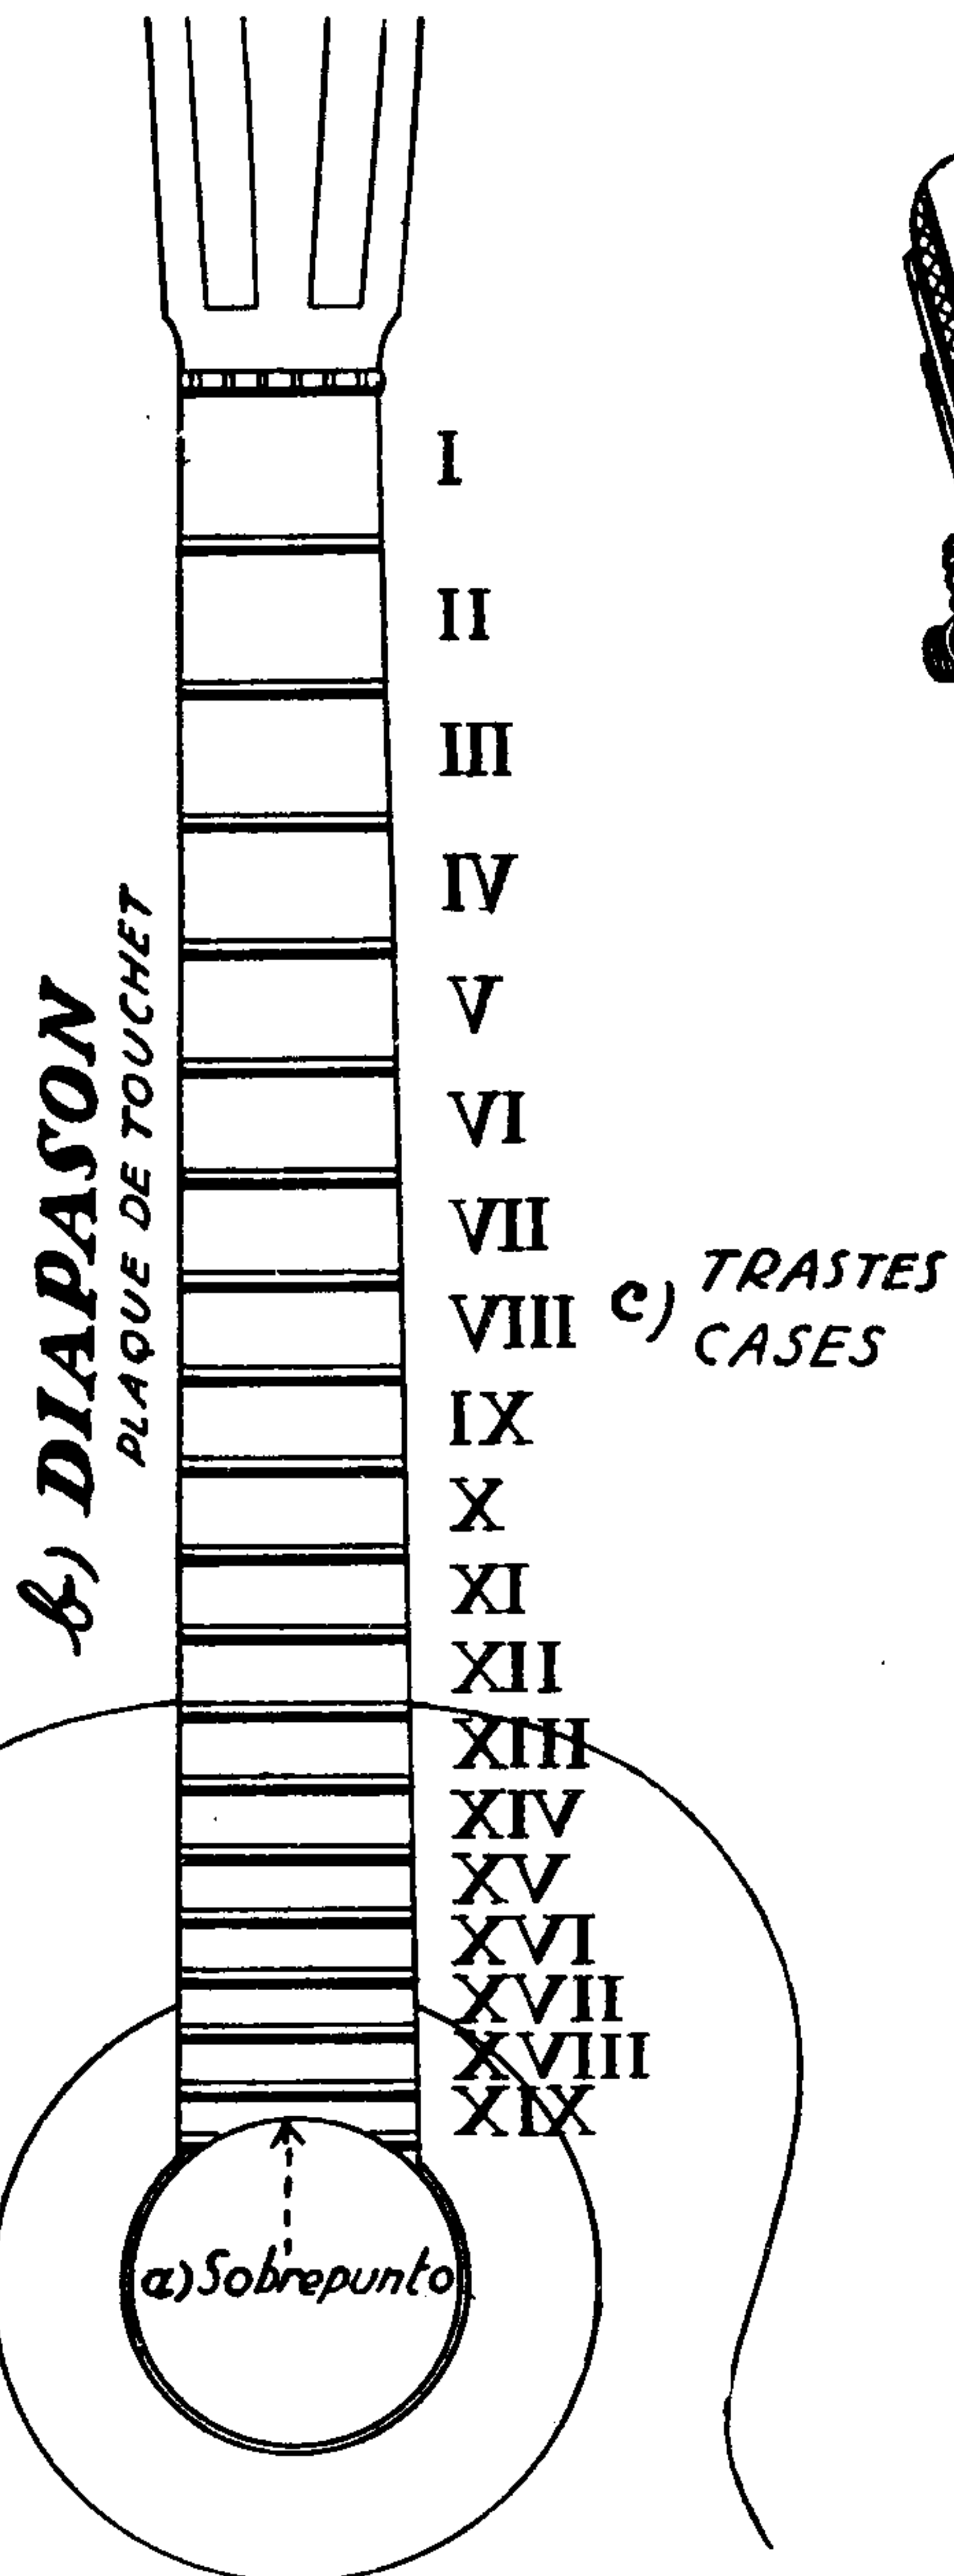 I
II
III
IV
V
VI
VII
VIII
IX
X
XI
XII
XIII
XIV
XV
XVI
XVII
XVIII
XIX
b) DIAPASON
PLAQUE DE TOUCHET
c) TRASTES
CASES
a) Sobrepunto